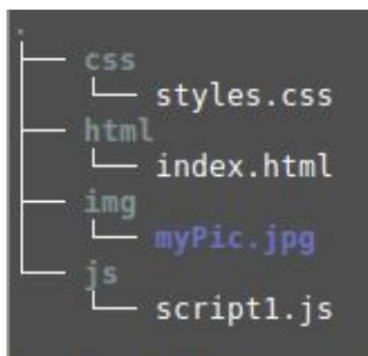 .
css
styles.css
html
index.html
img
myPic.jpg
js
script1.js